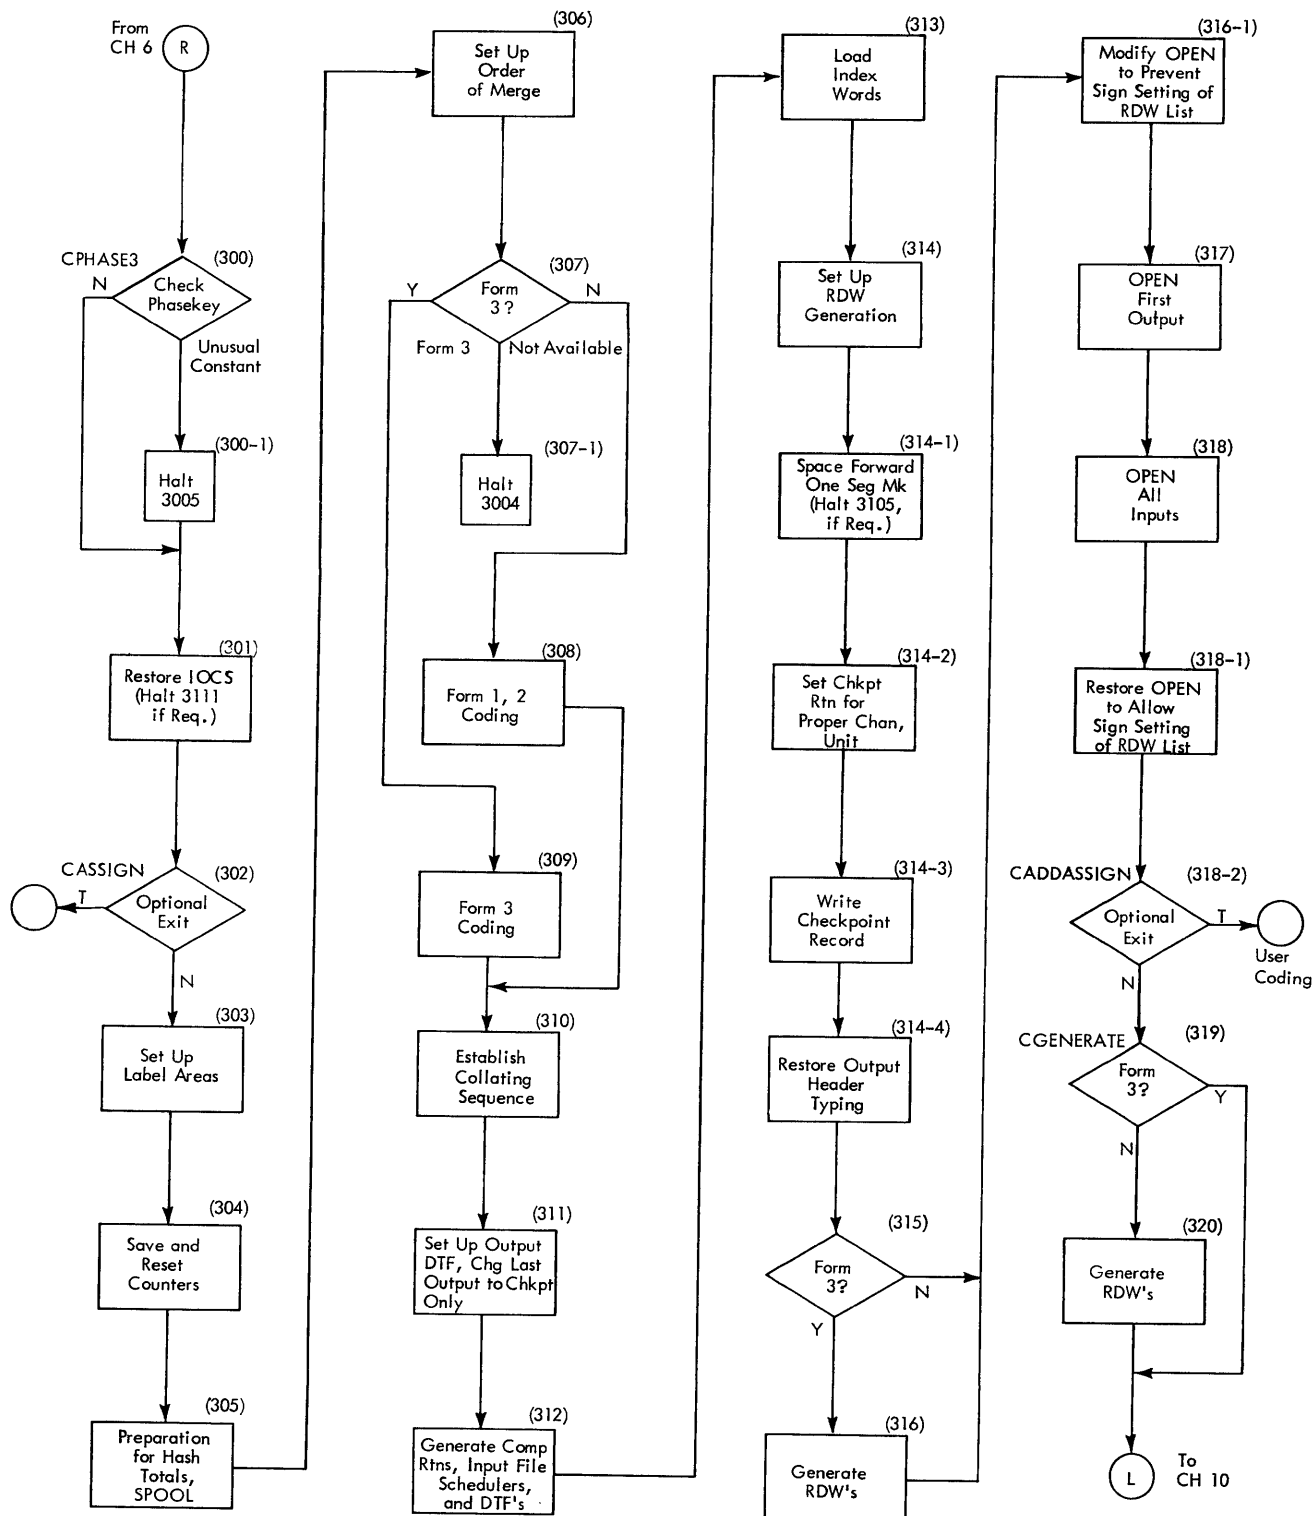 From
CH 6
R
CPHASE3
(300)
N
Check
Phasekey
Unusual
Constant
(300-1)
Halt
3005
(301)
Restore IOCS
(Halt 3111
if Req.)
CASSIGN
(302)
T
Optional
Exit
N
(303)
Set Up
Label Areas
(304)
Save and
Reset
Counters
(305)
Preparation
for Hash
Totals,
SPOOL
(306)
Set Up
Order
of Merge
(307)
Y
Form
3?
N
Form 3
Not Available
(307-1)
Halt
3004
(308)
Form 1, 2
Coding
(309)
Form 3
Coding
(310)
Establish
Collating
Sequence
(311)
Set Up Output
DTF, Chg Last
Output to Chkpt
Only
(312)
Generate Comp
Rtns, Input File
Schedulers,
and DTF's
(313)
Load
Index
Words
(314)
Set Up
RDW
Generation
(314-1)
Space Forward
One Seg Mk
(Halt 3105,
if Req.)
(314-2)
Set Chkpt
Rtn for
Proper Chan,
Unit
(314-3)
Write
Checkpoint
Record
(314-4)
Restore Output
Header
Typing
(315)
Form
3?
N
Y
(316)
Generate
RDW's
(316-1)
Modify OPEN
to Prevent
Sign Setting of
RDW List
(317)
OPEN
First
Output
(318)
OPEN
All
Inputs
(318-1)
Restore OPEN
to Allow
Sign Setting
of RDW List
CADDASSIGN
(318-2)
Optional
Exit
T
User
Coding
N
CGENERATE
(319)
Form
3?
Y
N
(320)
Generate
RDW's
L
To
CH 10